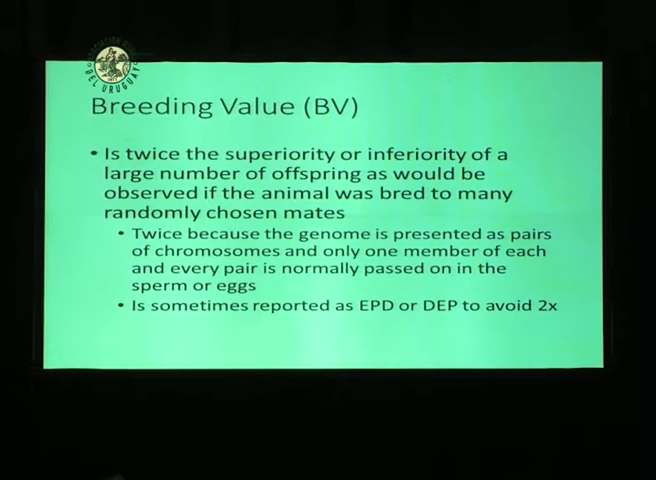 DEL URUGUAY
Breeding Value (BV)
• Is twice the superiority or inferiority of a
large number of offspring as would be
observed if the animal was bred to many
randomly chosen mates
• Twice because the genome is presented as pairs
of chromosomes and only one member of each
and every pair is normally passed on in the
sperm or eggs
• Is sometimes reported as EPD or DEP to avoid 2x